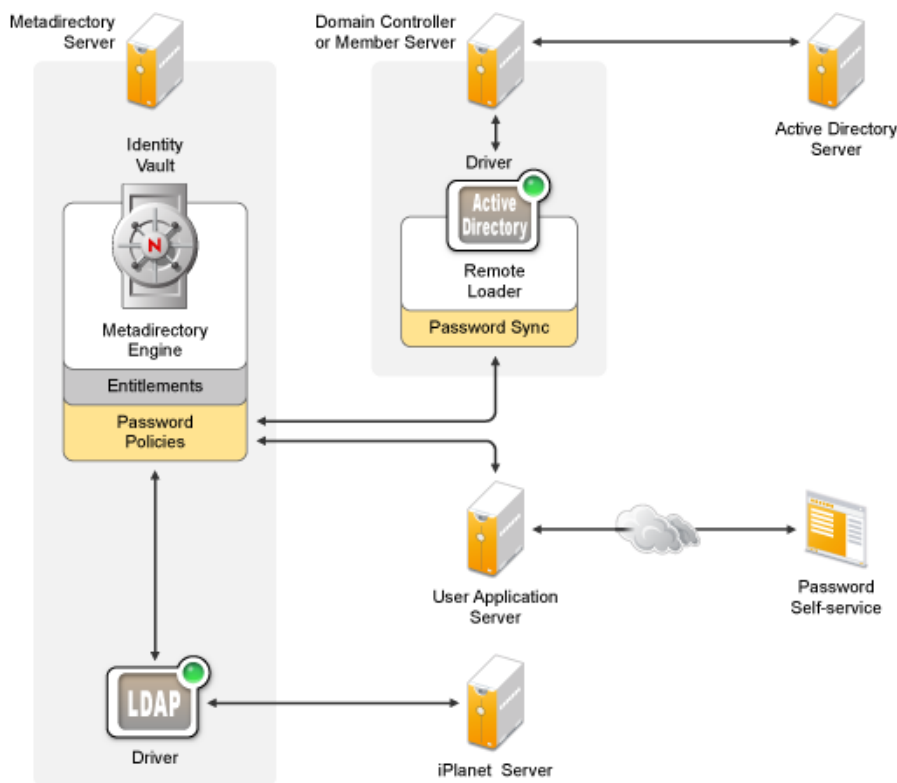 Metadirectory
Server
Domain Controller
or Member Server
Active Directory
Server
Identity
Vault
N
Metadirectory
Engine
Entitlements
Password
Policies
Driver
Active
Directory
Remote
Loader
Password Sync
User Application
Server
Password
Self-service
LDAP
Driver
iPlanet Server